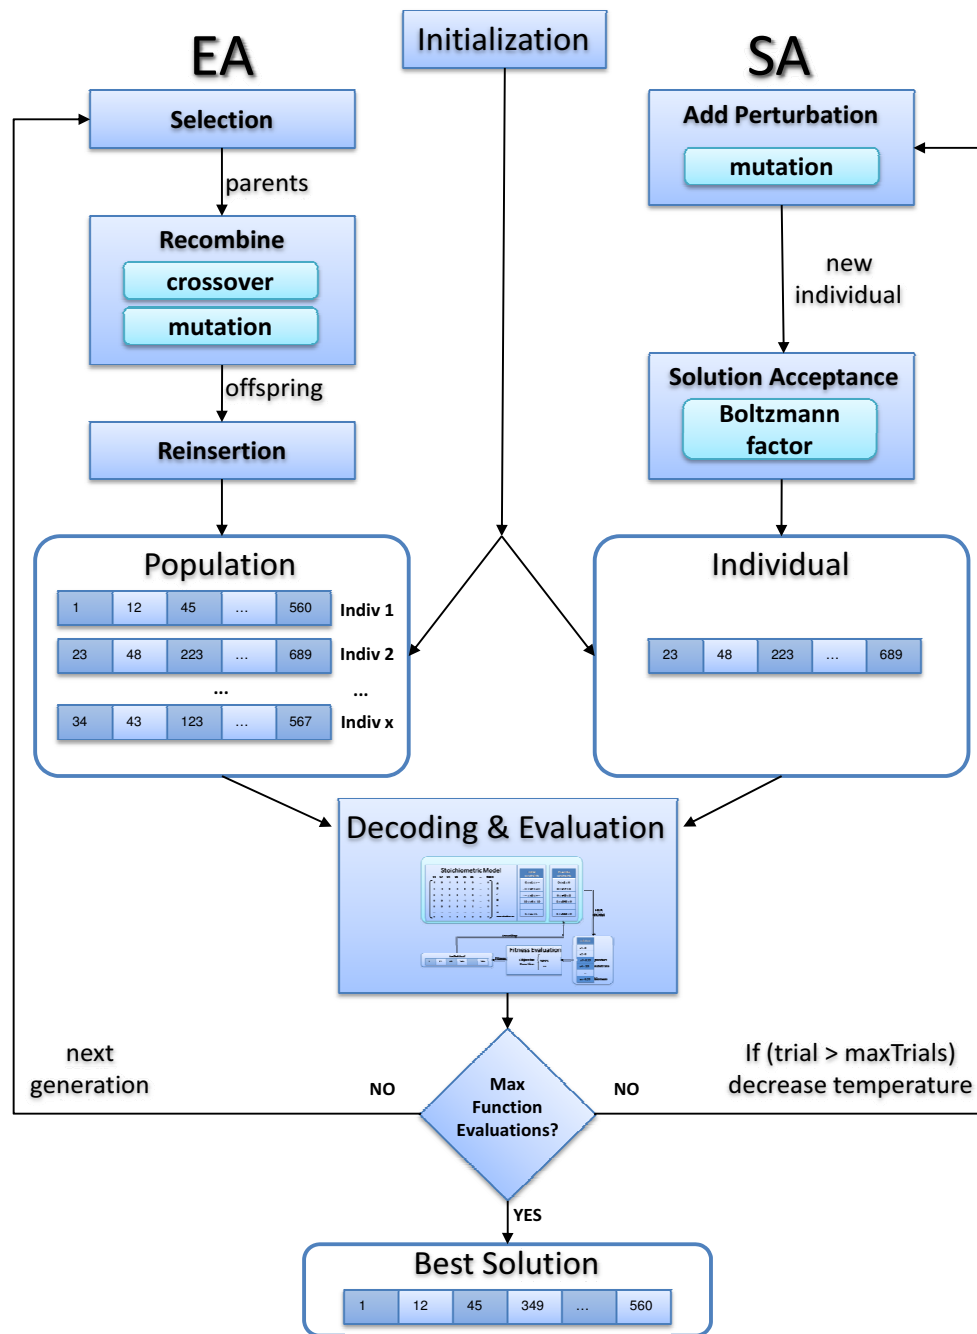 Initialization
EA
SA
Selection
parents
Recombine
crossover
mutation
offspring
Reinsertion
Add Perturbation
mutation
new
individual
Solution Acceptance
Boltzmann
factor
Population
1 12 45 ... 560 Indiv 1
23 48 223 ... 689 Indiv 2
... ...
34 43 123 ... 567 Indiv x
Individual
23 48 223 ... 689
Decoding & Evaluation
Stoichiometric Model
Fitness Evaluation
next
generation
NO
Max
Function
Evaluations?
NO
If (trial > maxTrials)
decrease temperature
YES
Best Solution
1 12 45 349 ... 560